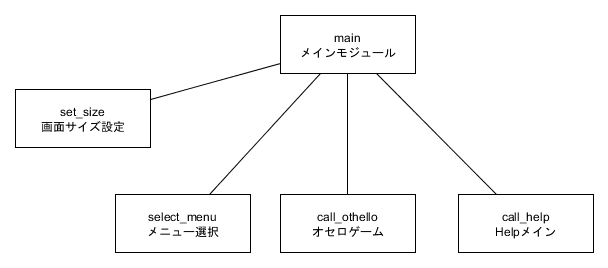 main
メインモジュール
set_size
画面サイズ設定
select_menu
メニュー選択
call_othello
オセロゲーム
call_help
Helpメイン